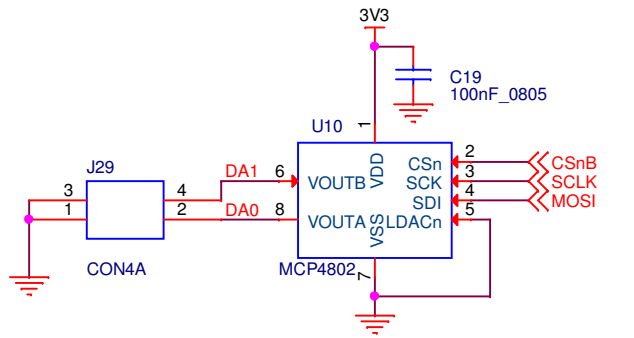 3V3
C19
100nF_0805
U10
1
J29
DA1 6 VOUTB VDD CSn 2 CSnB
3 4 SCK 3 SCLK
SDI 4 MOSI
1 2 DA0 8 VOUTA VSS LDACn 5
CON4A
MCP4802 7